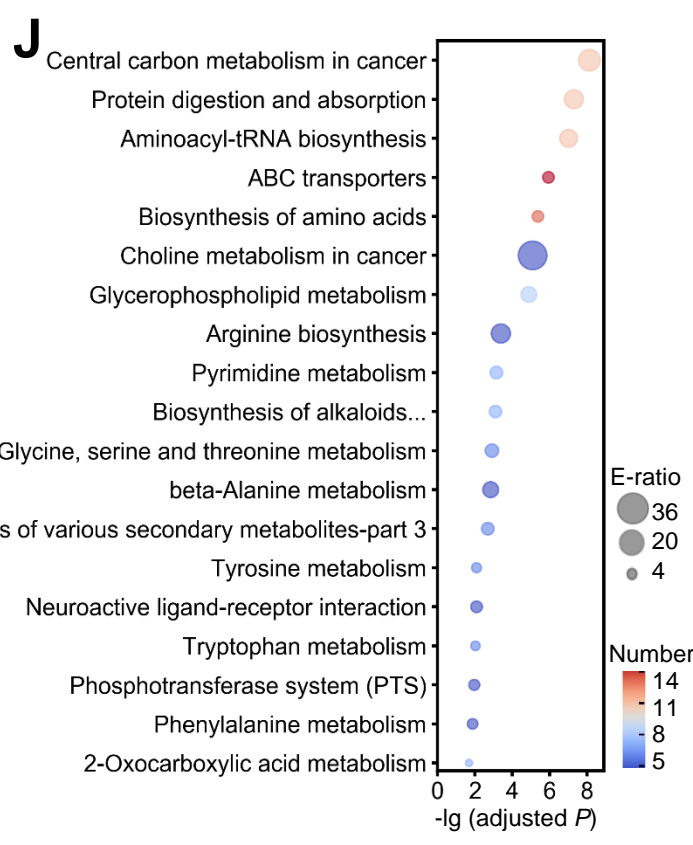 J
Central carbon metabolism in cancer
Protein digestion and absorption
Aminoacyl-tRNA biosynthesis
ABC transporters
Biosynthesis of amino acids
Choline metabolism in cancer
Glycerophospholipid metabolism
Arginine biosynthesis
Pyrimidine metabolism
Biosynthesis of alkaloids...
Glycine, serine and threonine metabolism
beta-Alanine metabolism
s of various secondary metabolites-part 3
Tyrosine metabolism
Neuroactive ligand-receptor interaction
Tryptophan metabolism
Phosphotransferase system (PTS)
Phenylalanine metabolism
2-Oxocarboxylic acid metabolism
0 2 4 6 8
-lg (adjusted P)
E-ratio
36
20
4
Number
14
11
8
5